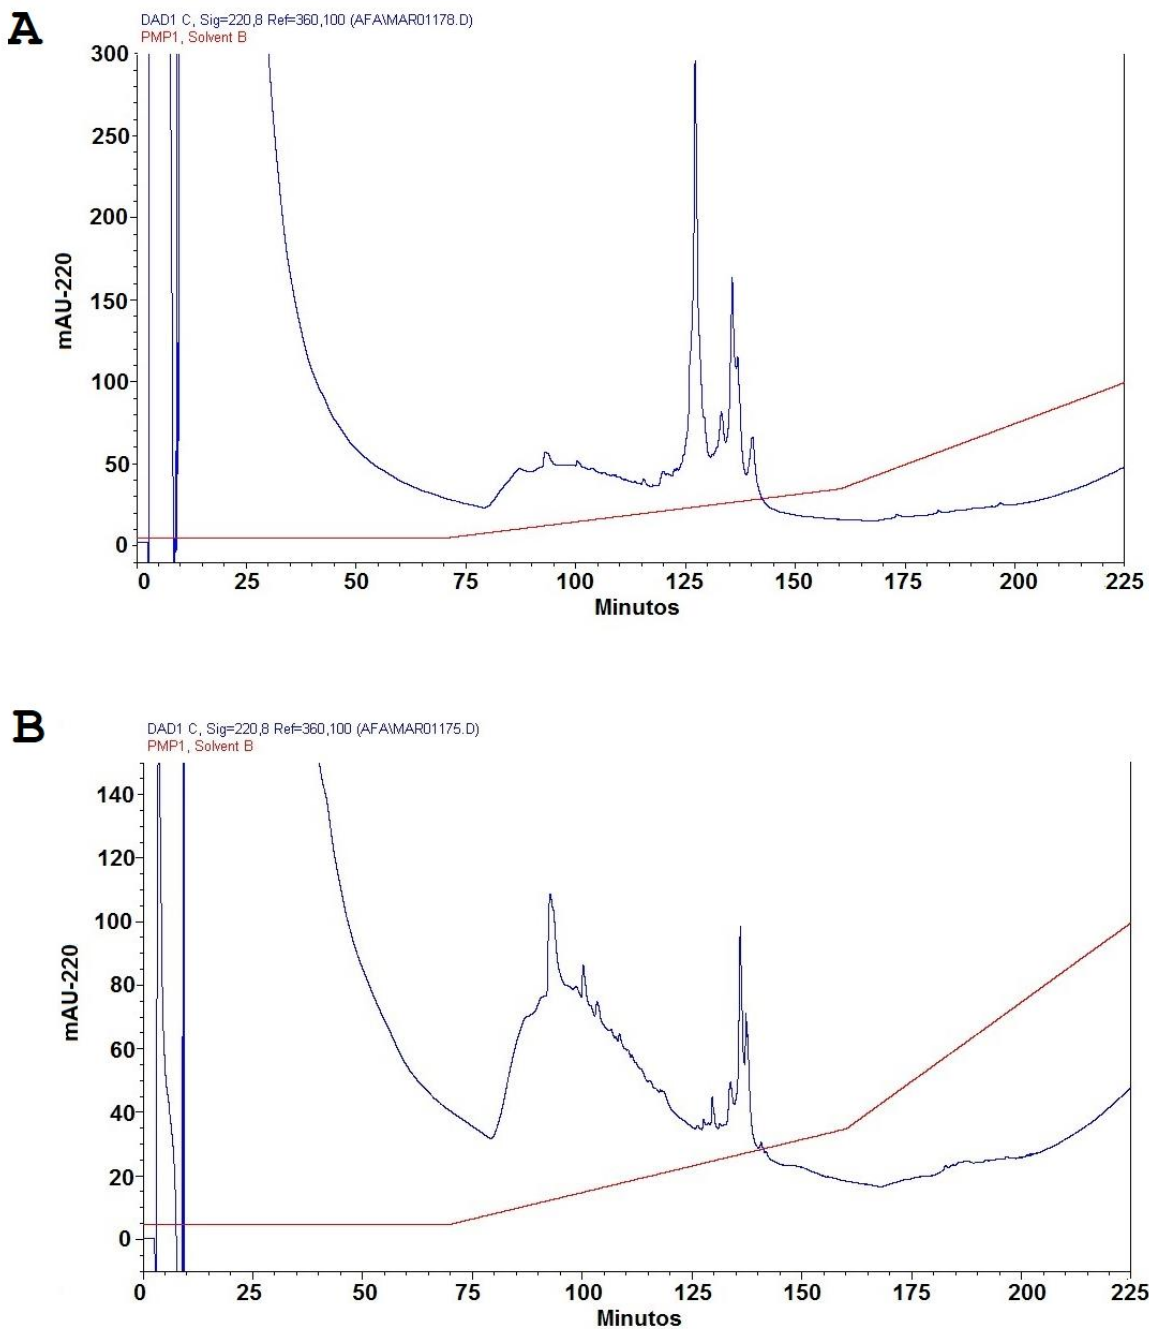 A
DAD1 C, Sig=220,8 Ref=360,100 (AFA\MAR01178.D)
PMP1, Solvent B
300
250
200
150
100
50
0
mAU-220
0 25 50 75 100 125 150 175 200 225
Minutos
B
DAD1 C, Sig=220,8 Ref=360,100 (AFA\MAR01175.D)
PMP1, Solvent B
140
120
100
80
60
40
20
0
mAU-220
0 25 50 75 100 125 150 175 200 225
Minutos